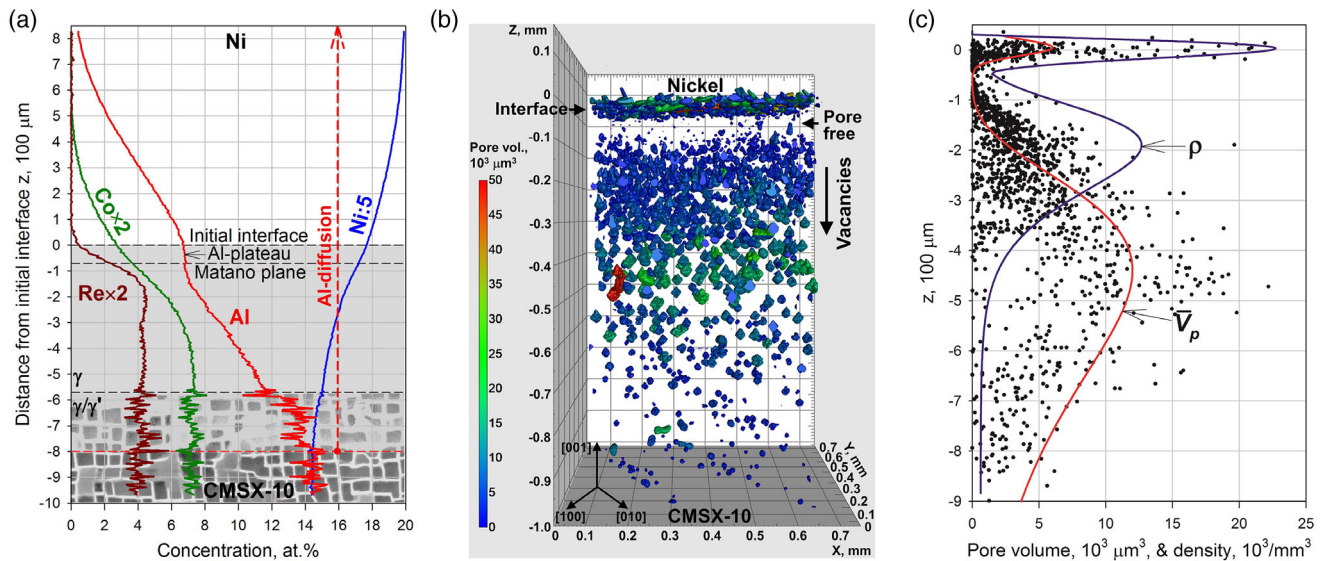 (a)
Distance from initial interface z, 100 μm
8
7
6
5
4
3
2
1
0
-1
-2
-3
-4
-5
-6
-7
-8
-9
-10
Ni
Co×2
Al-diffusion
Ni:5
Initial interface
Al-plateau
Matano plane
Re×2
Al
γ
γ/γ'
CMSX-10
0 2 4 6 8 10 12 14 16 18 20
Concentration, at.%
(b)
Z, mm
0.1
0
-0.1
-0.2
-0.3
-0.4
-0.5
-0.6
-0.7
-0.8
-0.9
-1.0
Nickel
Interface
Pore
free
Vacancies
Pore vol.,
10³ μm³
50
45
40
35
30
25
20
15
10
5
0
[001]
[100]
[010]
CMSX-10
0.7
0.6
0.5
0.4
0.3
0.2
0.1
0
Y, mm
0 0.1 0.2 0.3 0.4 0.5 0.6 0.7
X, mm
(c)
z, 100 μm
0
-1
-2
-3
-4
-5
-6
-7
-8
-9
ρ
V̄p
0 5 10 15 20 25
Pore volume, 10³ μm³, & density, 10³/mm³